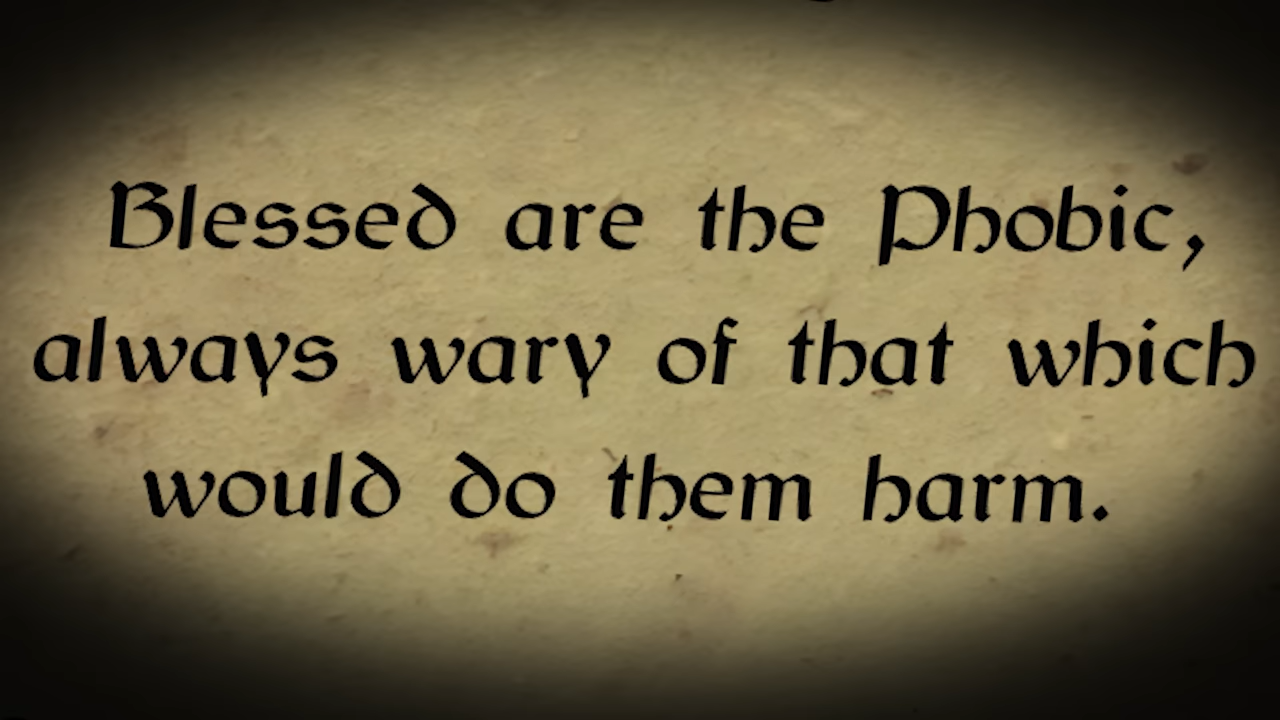 Blessed are the Phobic,
always wary of that which
would do them harm.